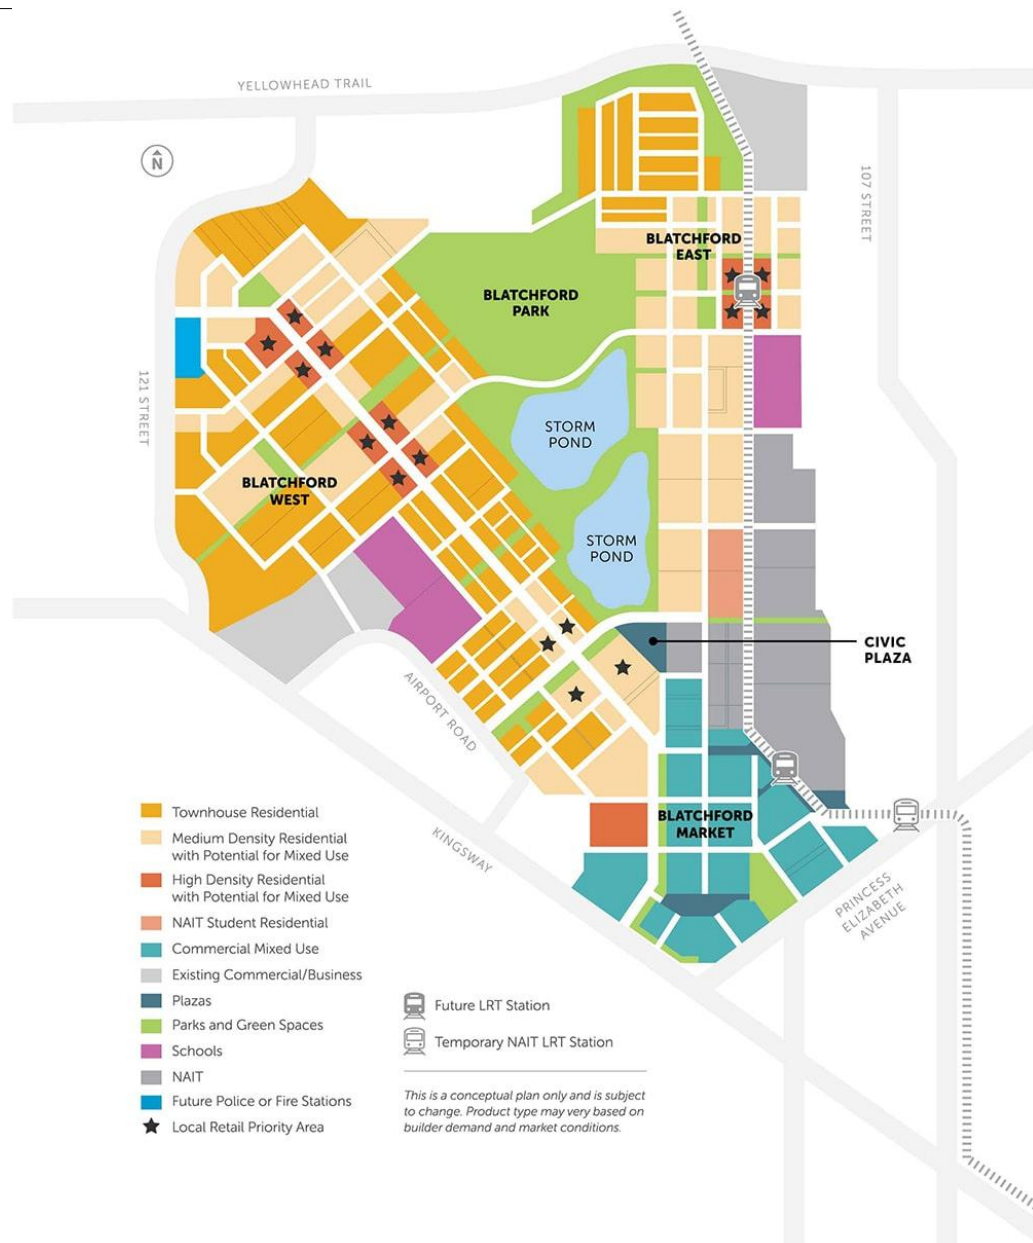 YELLOWHEAD TRAIL
N
107 STREET
BLATCHFORD
EAST
BLATCHFORD
PARK
121 STREET
STORM
POND
BLATCHFORD
WEST
STORM
POND
CIVIC
PLAZA
AIRPORT ROAD
BLATCHFORD
MARKET
KINGSWAY
PRINCESS
ELIZABETH
AVENUE
Townhouse Residential
Medium Density Residential
with Potential for Mixed Use
High Density Residential
with Potential for Mixed Use
NAIT Student Residential
Commercial Mixed Use
Existing Commercial/Business
Plazas
Parks and Green Spaces
Schools
NAIT
Future Police or Fire Stations
Local Retail Priority Area
Future LRT Station
Temporary NAIT LRT Station
This is a conceptual plan only and is subject
to change. Product type may very based on
builder demand and market conditions.